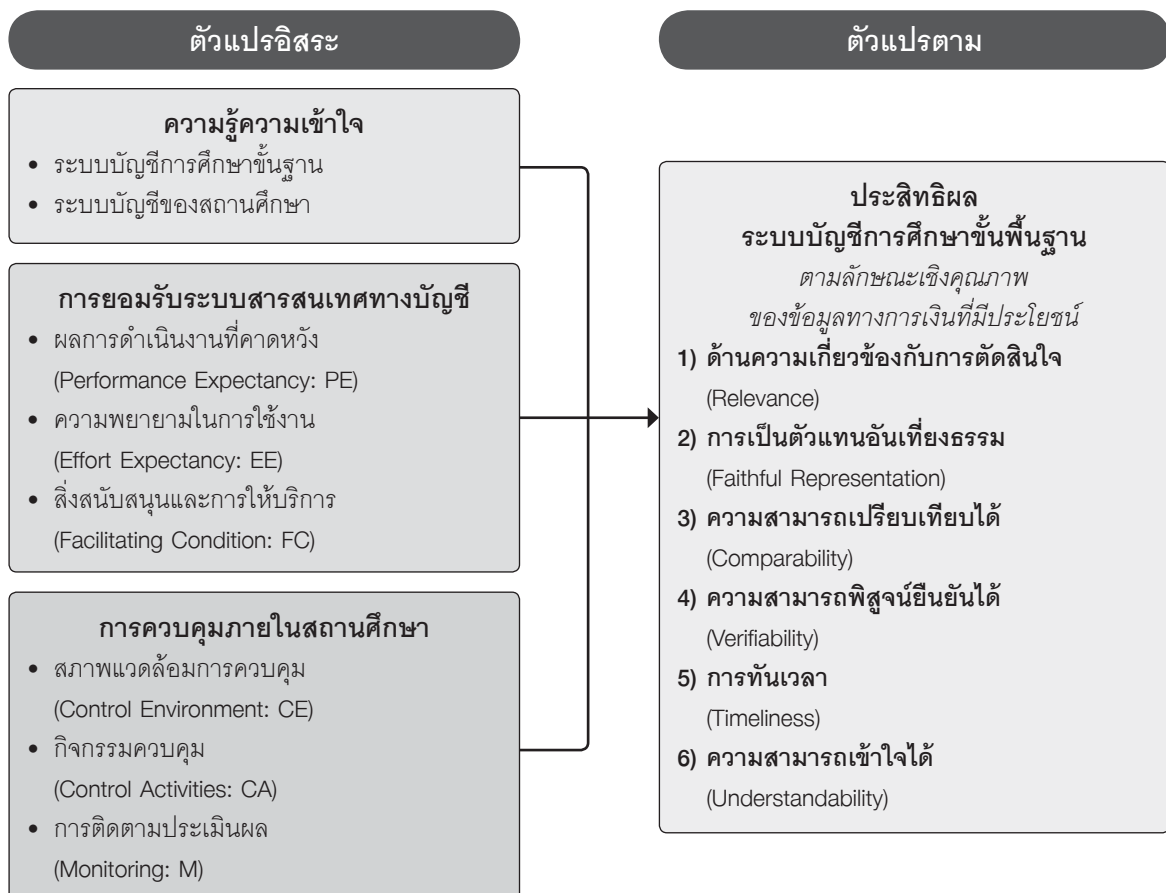 ตัวแปรอิสระ
ความรู้ความเข้าใจ
• ระบบบัญชีการศึกษาขั้นฐาน
• ระบบบัญชีของสถานศึกษา
การยอมรับระบบสารสนเทศทางบัญชี
• ผลการดำเนินงานที่คาดหวัง
(Performance Expectancy: PE)
• ความพยายามในการใช้งาน
(Effort Expectancy: EE)
• สิ่งสนับสนุนและการให้บริการ
(Facilitating Condition: FC)
การควบคุมภายในสถานศึกษา
• สภาพแวดล้อมการควบคุม
(Control Environment: CE)
• กิจกรรมควบคุม
(Control Activities: CA)
• การติดตามประเมินผล
(Monitoring: M)
ตัวแปรตาม
ประสิทธิผล
ระบบบัญชีการศึกษาขั้นพื้นฐาน
ตามลักษณะเชิงคุณภาพ
ของข้อมูลทางการเงินที่มีประโยชน์
1) ด้านความเกี่ยวข้องกับการตัดสินใจ
(Relevance)
2) การเป็นตัวแทนอันเที่ยงธรรม
(Faithful Representation)
3) ความสามารถเปรียบเทียบได้
(Comparability)
4) ความสามารถพิสูจน์ยืนยันได้
(Verifiability)
5) การทันเวลา
(Timeliness)
6) ความสามารถเข้าใจได้
(Understandability)